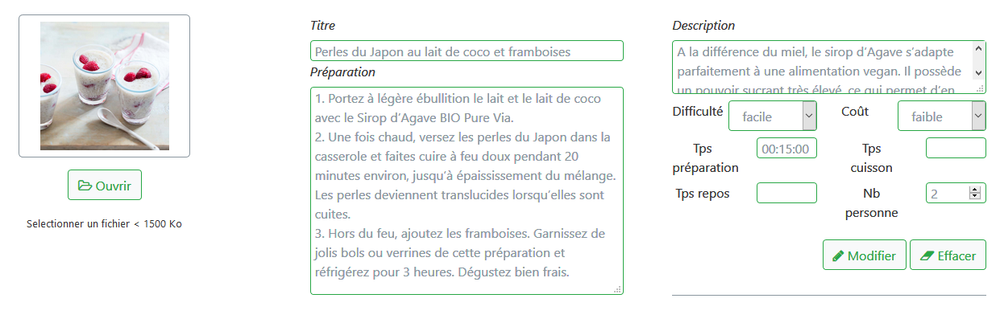 Ouvrir
Selectionner un fichier < 1500 Ko
Titre
Perles du Japon au lait de coco et framboises
Préparation
1. Portez à légère ébullition le lait et le lait de coco
avec le Sirop d’Agave BIO Pure Via.
2. Une fois chaud, versez les perles du Japon dans la
casserole et faites cuire à feu doux pendant 20
minutes environ, jusqu’à épaississement du mélange.
Les perles deviennent translucides lorsqu’elles sont
cuites.
3. Hors du feu, ajoutez les framboises. Garnissez de
jolis bols ou verrines de cette préparation et
réfrigérez pour 3 heures. Dégustez bien frais.
Description
A la différence du miel, le sirop d’Agave s’adapte
parfaitement à une alimentation vegan. Il possède
un pouvoir sucrant très élevé, ce qui permet d’en
Difficulté facile Coût faible
Tps préparation 00:15:00 Tps cuisson
Tps repos Nb personne 2
Modifier Effacer